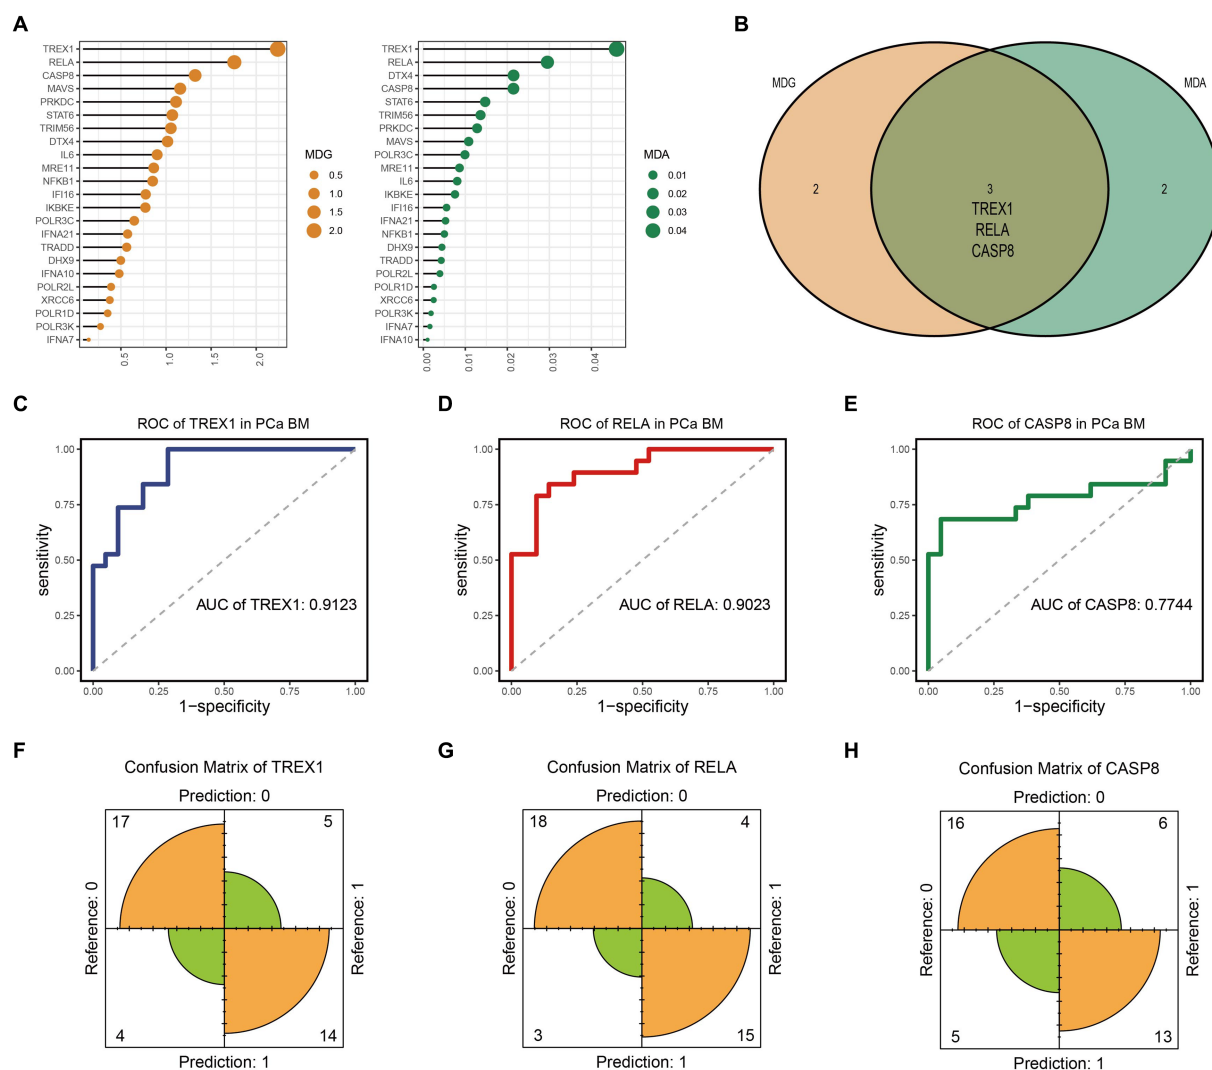 A
TREX1
RELA
CASP8
MAVS
PRKDC
STAT6
TRIM56
DTX4
IL6
MRE11
NFKB1
IFI16
IKBKE
POLR3C
IFNA21
TRADD
DHX9
IFNA10
POLR2L
XRCC6
POLR1D
POLR3K
IFNA7
0.5
1.0
1.5
2.0
MDG
0.5
1.0
1.5
2.0
TREX1
RELA
DTX4
CASP8
STAT6
TRIM56
PRKDC
MAVS
POLR3C
MRE11
IL6
IKBKE
IFI16
IFNA21
NFKB1
DHX9
TRADD
POLR2L
POLR1D
XRCC6
POLR3K
IFNA7
IFNA10
0.00
0.01
0.02
0.03
0.04
MDA
0.01
0.02
0.03
0.04
B
MDG
MDA
2
3
2
TREX1
RELA
CASP8
C
ROC of TREX1 in PCa BM
1.00
0.75
0.50
0.25
0.00
sensitivity
AUC of TREX1: 0.9123
0.00 0.25 0.50 0.75 1.00
1−specificity
D
ROC of RELA in PCa BM
1.00
0.75
0.50
0.25
0.00
sensitivity
AUC of RELA: 0.9023
0.00 0.25 0.50 0.75 1.00
1−specificity
E
ROC of CASP8 in PCa BM
1.00
0.75
0.50
0.25
0.00
sensitivity
AUC of CASP8: 0.7744
0.00 0.25 0.50 0.75 1.00
1−specificity
F
Confusion Matrix of TREX1
Prediction: 0
17 5
Reference: 0
Reference: 1
4 14
Prediction: 1
G
Confusion Matrix of RELA
Prediction: 0
18 4
Reference: 0
Reference: 1
3 15
Prediction: 1
H
Confusion Matrix of CASP8
Prediction: 0
16 6
Reference: 0
Reference: 1
5 13
Prediction: 1